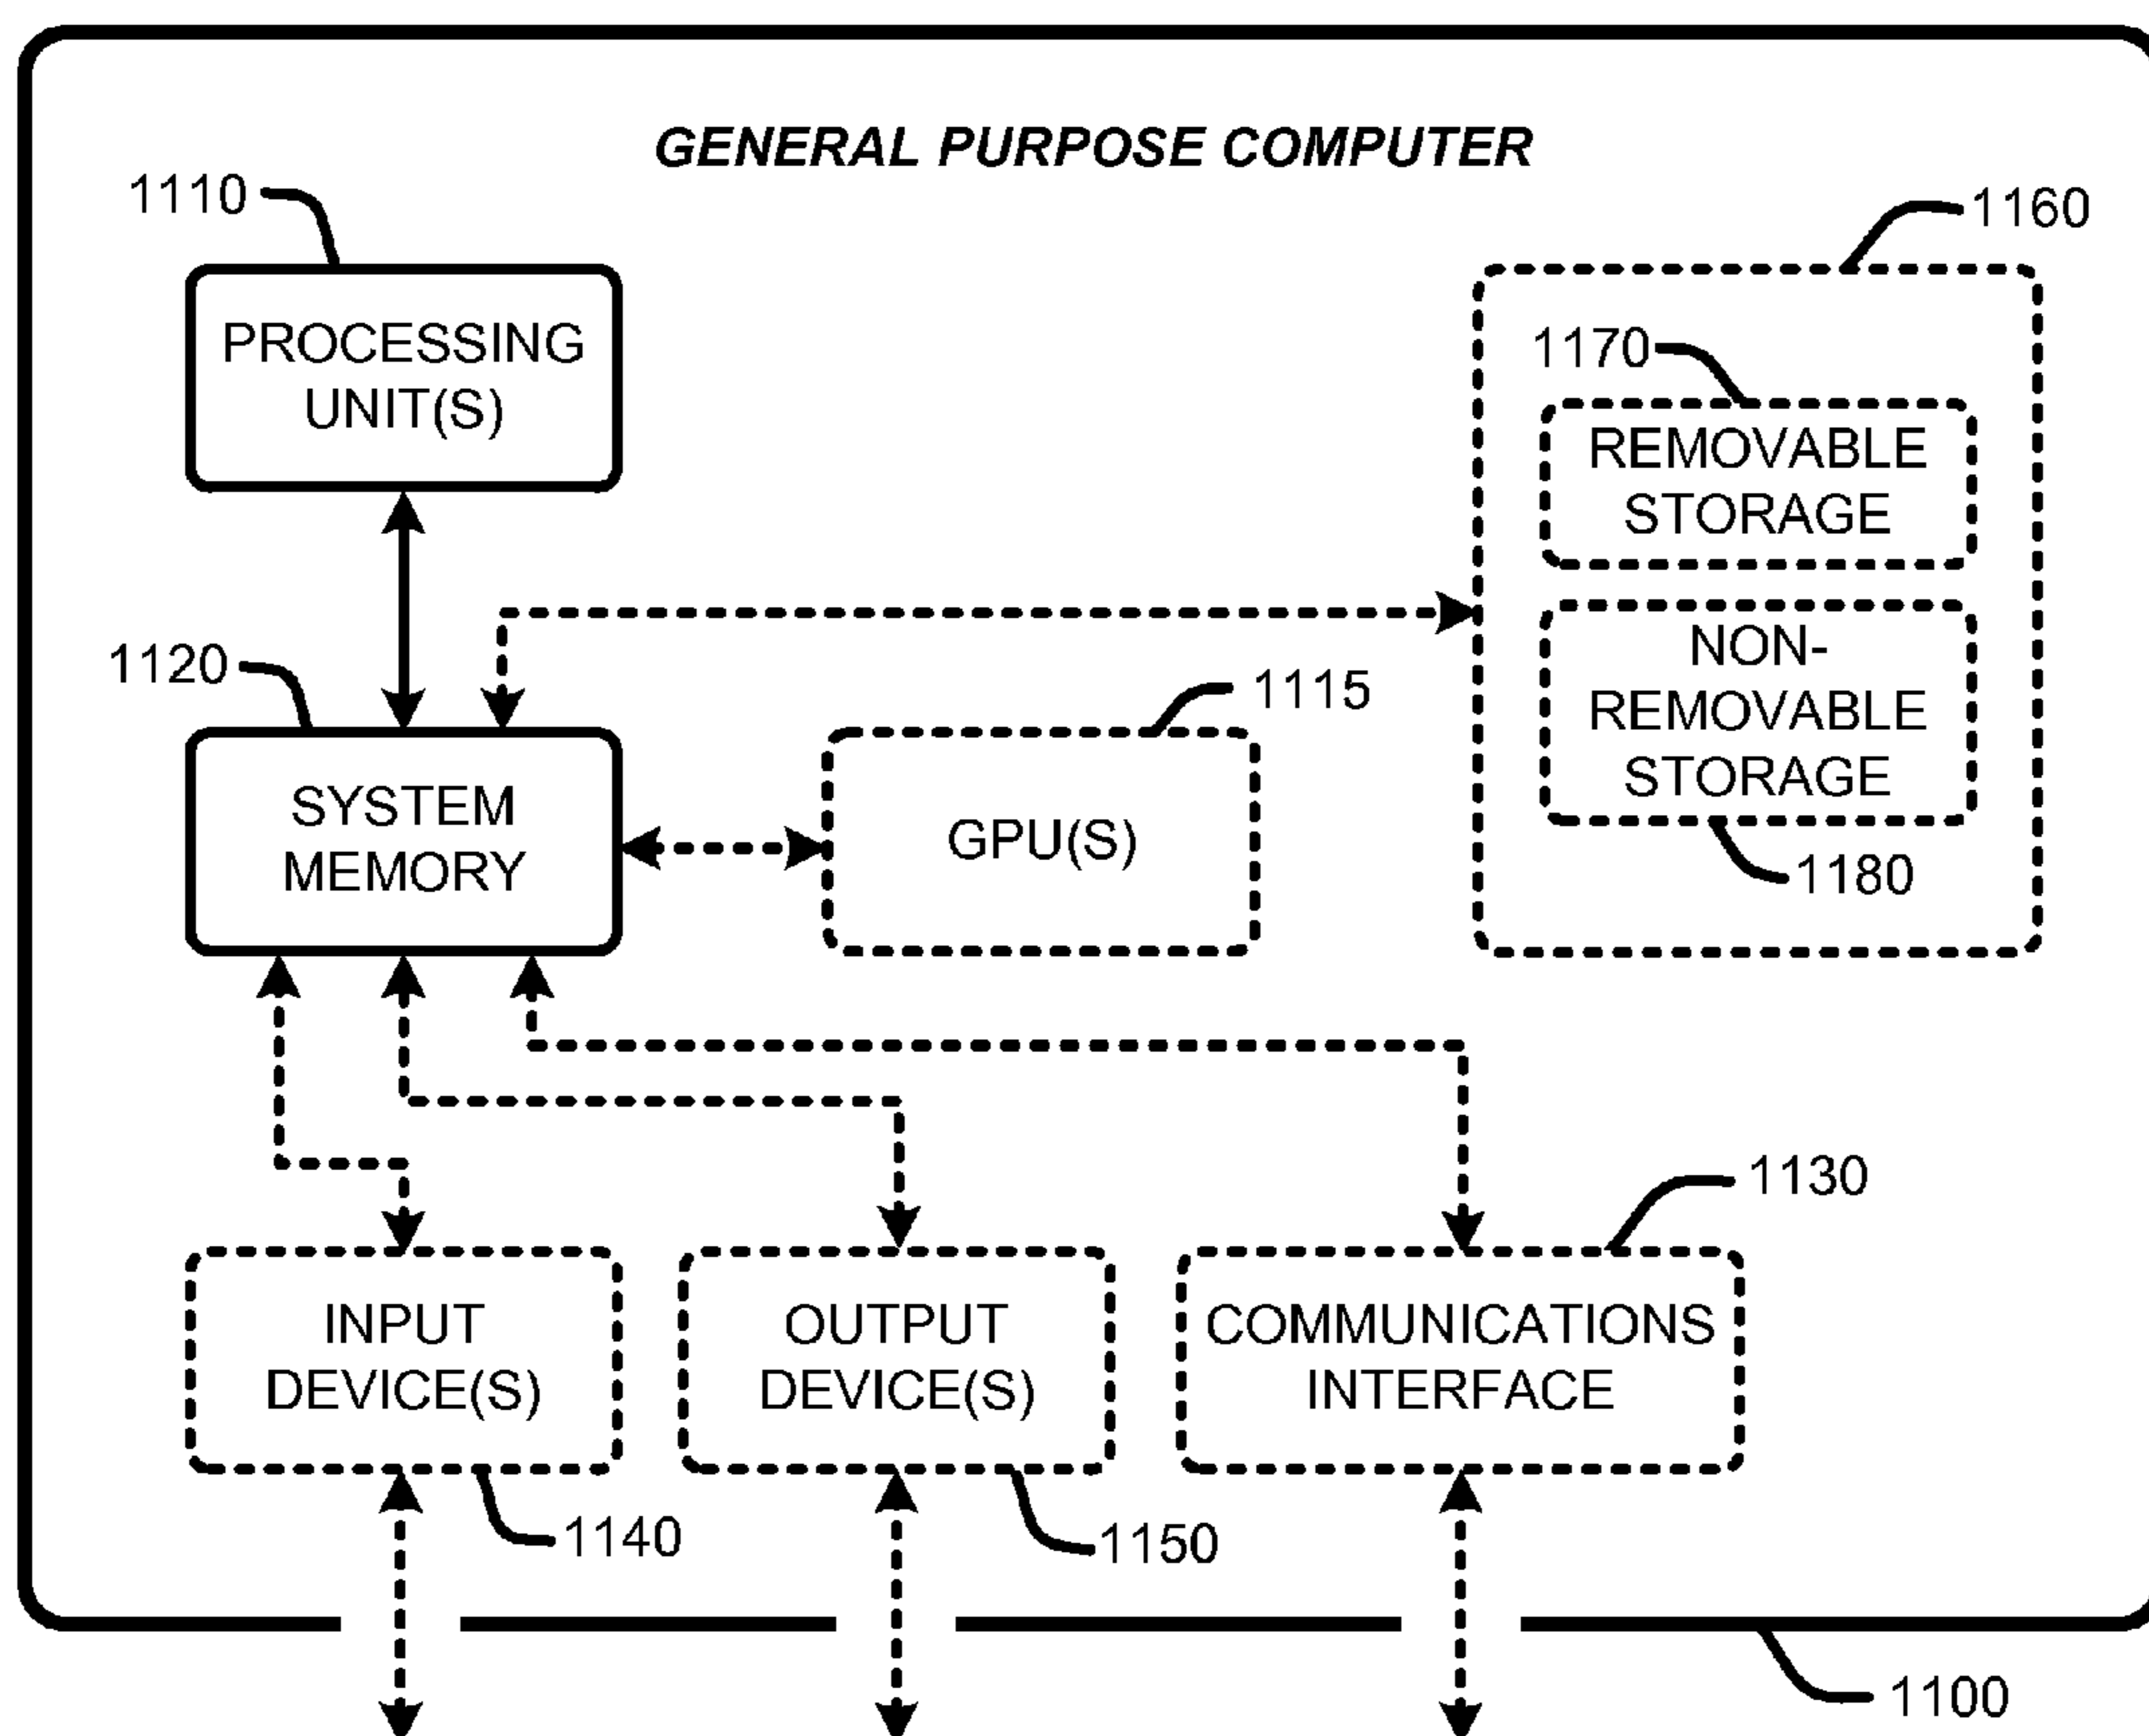 GENERAL PURPOSE COMPUTER
1110
1160
PROCESSING
UNIT(S)
1170
REMOVABLE
STORAGE
NON-
REMOVABLE
STORAGE
1180
1120
1115
SYSTEM
MEMORY
GPU(S)
1130
INPUT
DEVICE(S)
OUTPUT
DEVICE(S)
COMMUNICATIONS
INTERFACE
1140
1150
1100